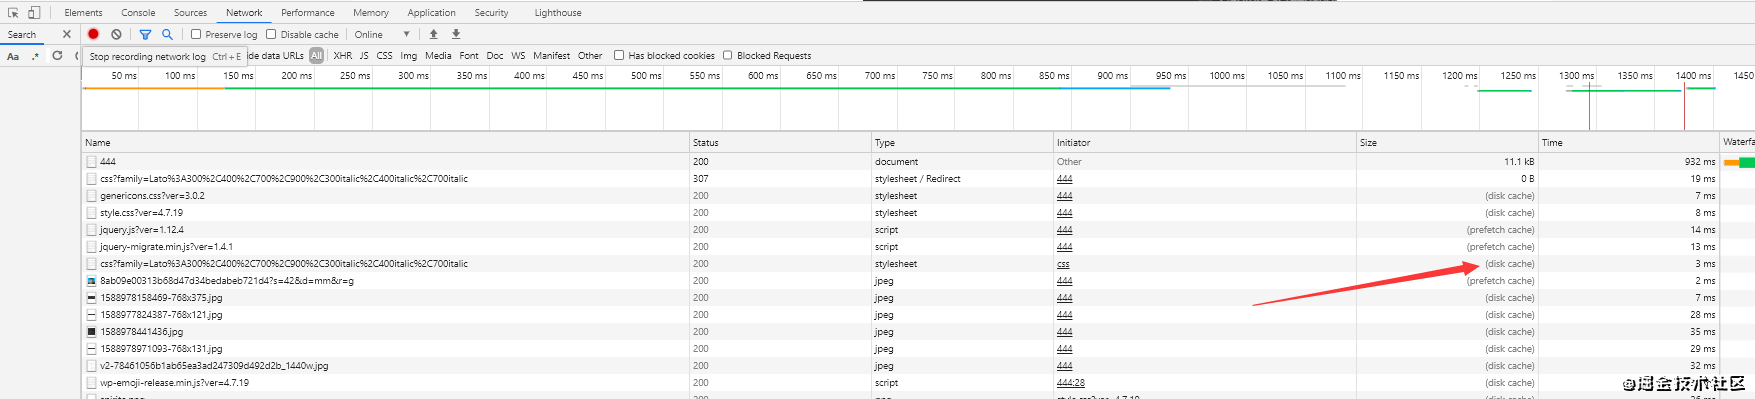 Elements Console Sources Network Performance Memory Application Security Lighthouse
Search Preserve log Disable cache Online
Aa .* Stop recording network log Ctrl + E de data URLs All XHR JS CSS Img Media Font Doc WS Manifest Other Has blocked cookies Blocked Requests
50 ms 100 ms 150 ms 200 ms 250 ms 300 ms 350 ms 400 ms 450 ms 500 ms 550 ms 600 ms 650 ms 700 ms 750 ms 800 ms 850 ms 900 ms 950 ms 1000 ms 1050 ms 1100 ms 1150 ms 1200 ms 1250 ms 1300 ms 1350 ms 1400 ms 1450
Name Status Type Initiator Size Time Waterfa
444 200 document Other 11.1 kB 932 ms
css?family=Lato%3A300%2C400%2C700%2C900%2C300italic%2C400italic%2C700italic 307 stylesheet / Redirect 444 0 B 19 ms
genericons.css?ver=3.0.2 200 stylesheet 444 (disk cache) 7 ms
style.css?ver=4.7.19 200 stylesheet 444 (disk cache) 8 ms
jquery.js?ver=1.12.4 200 script 444 (prefetch cache) 14 ms
jquery-migrate.min.js?ver=1.4.1 200 script 444 (prefetch cache) 13 ms
css?family=Lato%3A300%2C400%2C700%2C900%2C300italic%2C400italic%2C700italic 200 stylesheet css (disk cache) 3 ms
8ab09e00313b68d47d34bedabeb721d4?s=42&d=mm&r=g 200 jpeg 444 (prefetch cache) 2 ms
1588978158469-768x375.jpg 200 jpeg 444 (disk cache) 7 ms
1588977824387-768x121.jpg 200 jpeg 444 (disk cache) 28 ms
1588978441436.jpg 200 jpeg 444 (disk cache) 35 ms
1588978971093-768x131.jpg 200 jpeg 444 (disk cache) 29 ms
v2-78461056b1ab65ea3ad247309d492d2b_1440w.jpg 200 jpeg 444 (disk cache) 32 ms
wp-emoji-release.min.js?ver=4.7.19 200 script 444:28 (disk cache)
@掘金技术社区